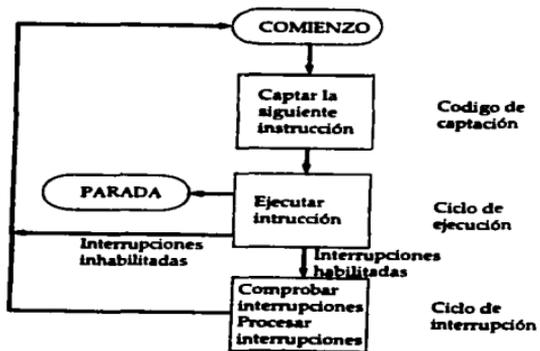 COMIENZO
Captar la
siguiente
instrucción
Codigo de
captación
PARADA
Ejecutar
intrucción
Ciclo de
ejecución
Interrupciones
inhabilitadas
Interrupciones
habilitadas
Comprobar
interrupciones
Procesar
interrupciones
Ciclo de
interrupción